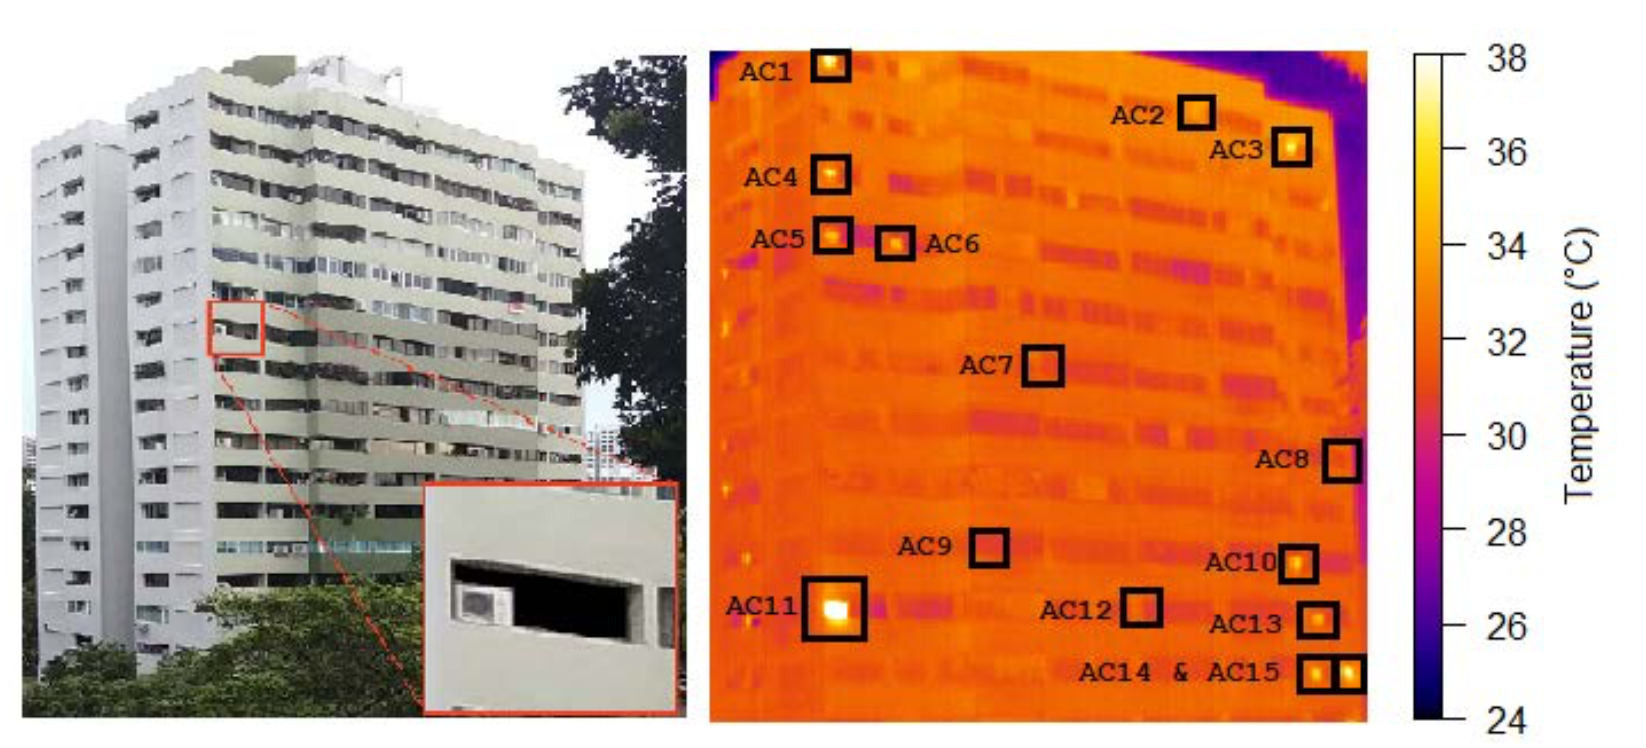 AC1
AC2
AC3
AC4
AC5
AC6
AC7
AC8
AC9
AC10
AC11
AC12
AC13
AC14 & AC15
38
36
34
32
30
28
26
24
Temperature (°C)